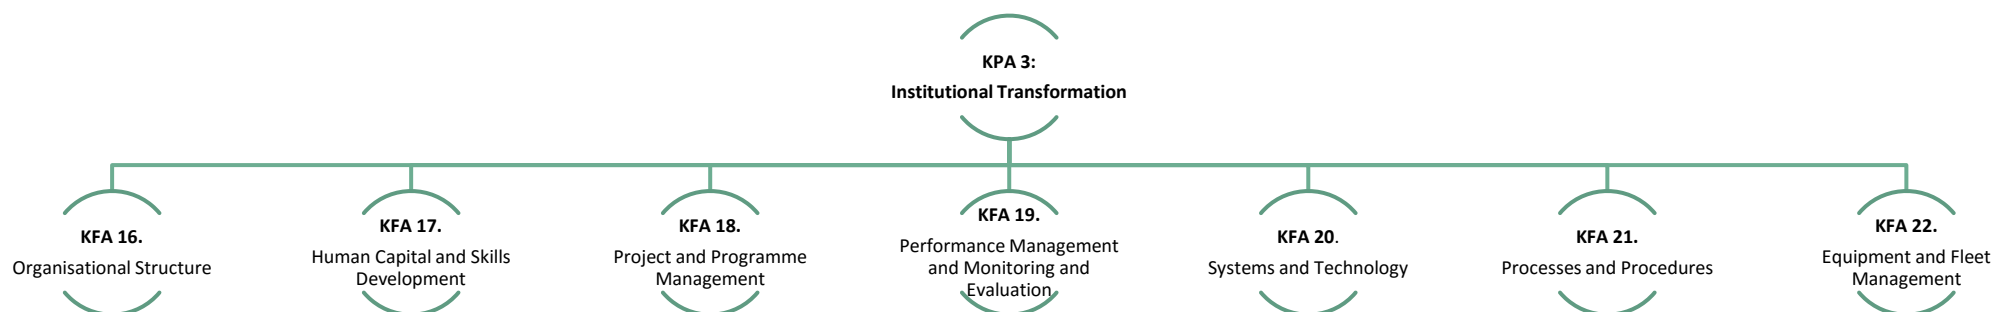 KPA 3:
Institutional Transformation
KFA 16.
Organisational Structure
KFA 17.
Human Capital and Skills
Development
KFA 18.
Project and Programme
Management
KFA 19.
Performance Management
and Monitoring and
Evaluation
KFA 20.
Systems and Technology
KFA 21.
Processes and Procedures
KFA 22.
Equipment and Fleet
Management